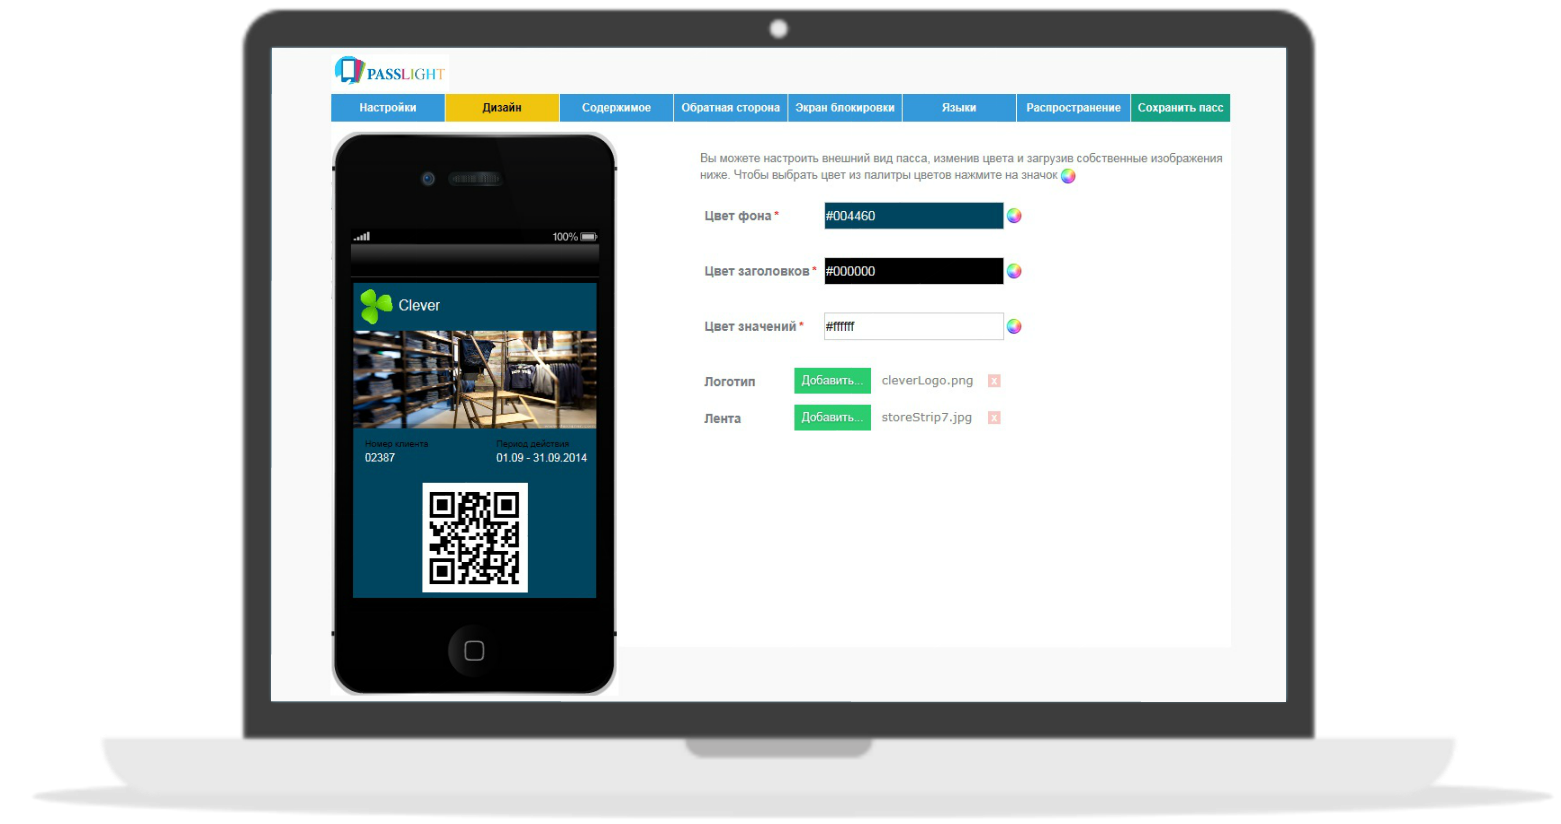 PASSLIGHT
Настройки
Дизайн
Содержимое
Обратная сторона
Экран блокировки
Языки
Распространение
Сохранить пасс
100%
Clever
Номер клиента
Период действия
02387
01.09 - 31.09.2014
Вы можете настроить внешний вид пасса, изменив цвета и загрузив собственные изображения
ниже. Чтобы выбрать цвет из палитры цветов нажмите на значок
Цвет фона *
#004460
Цвет заголовков *
#000000
Цвет значений *
#ffffff
Логотип
Добавить...
cleverLogo.png
x
Лента
Добавить...
storeStrip7.jpg
x